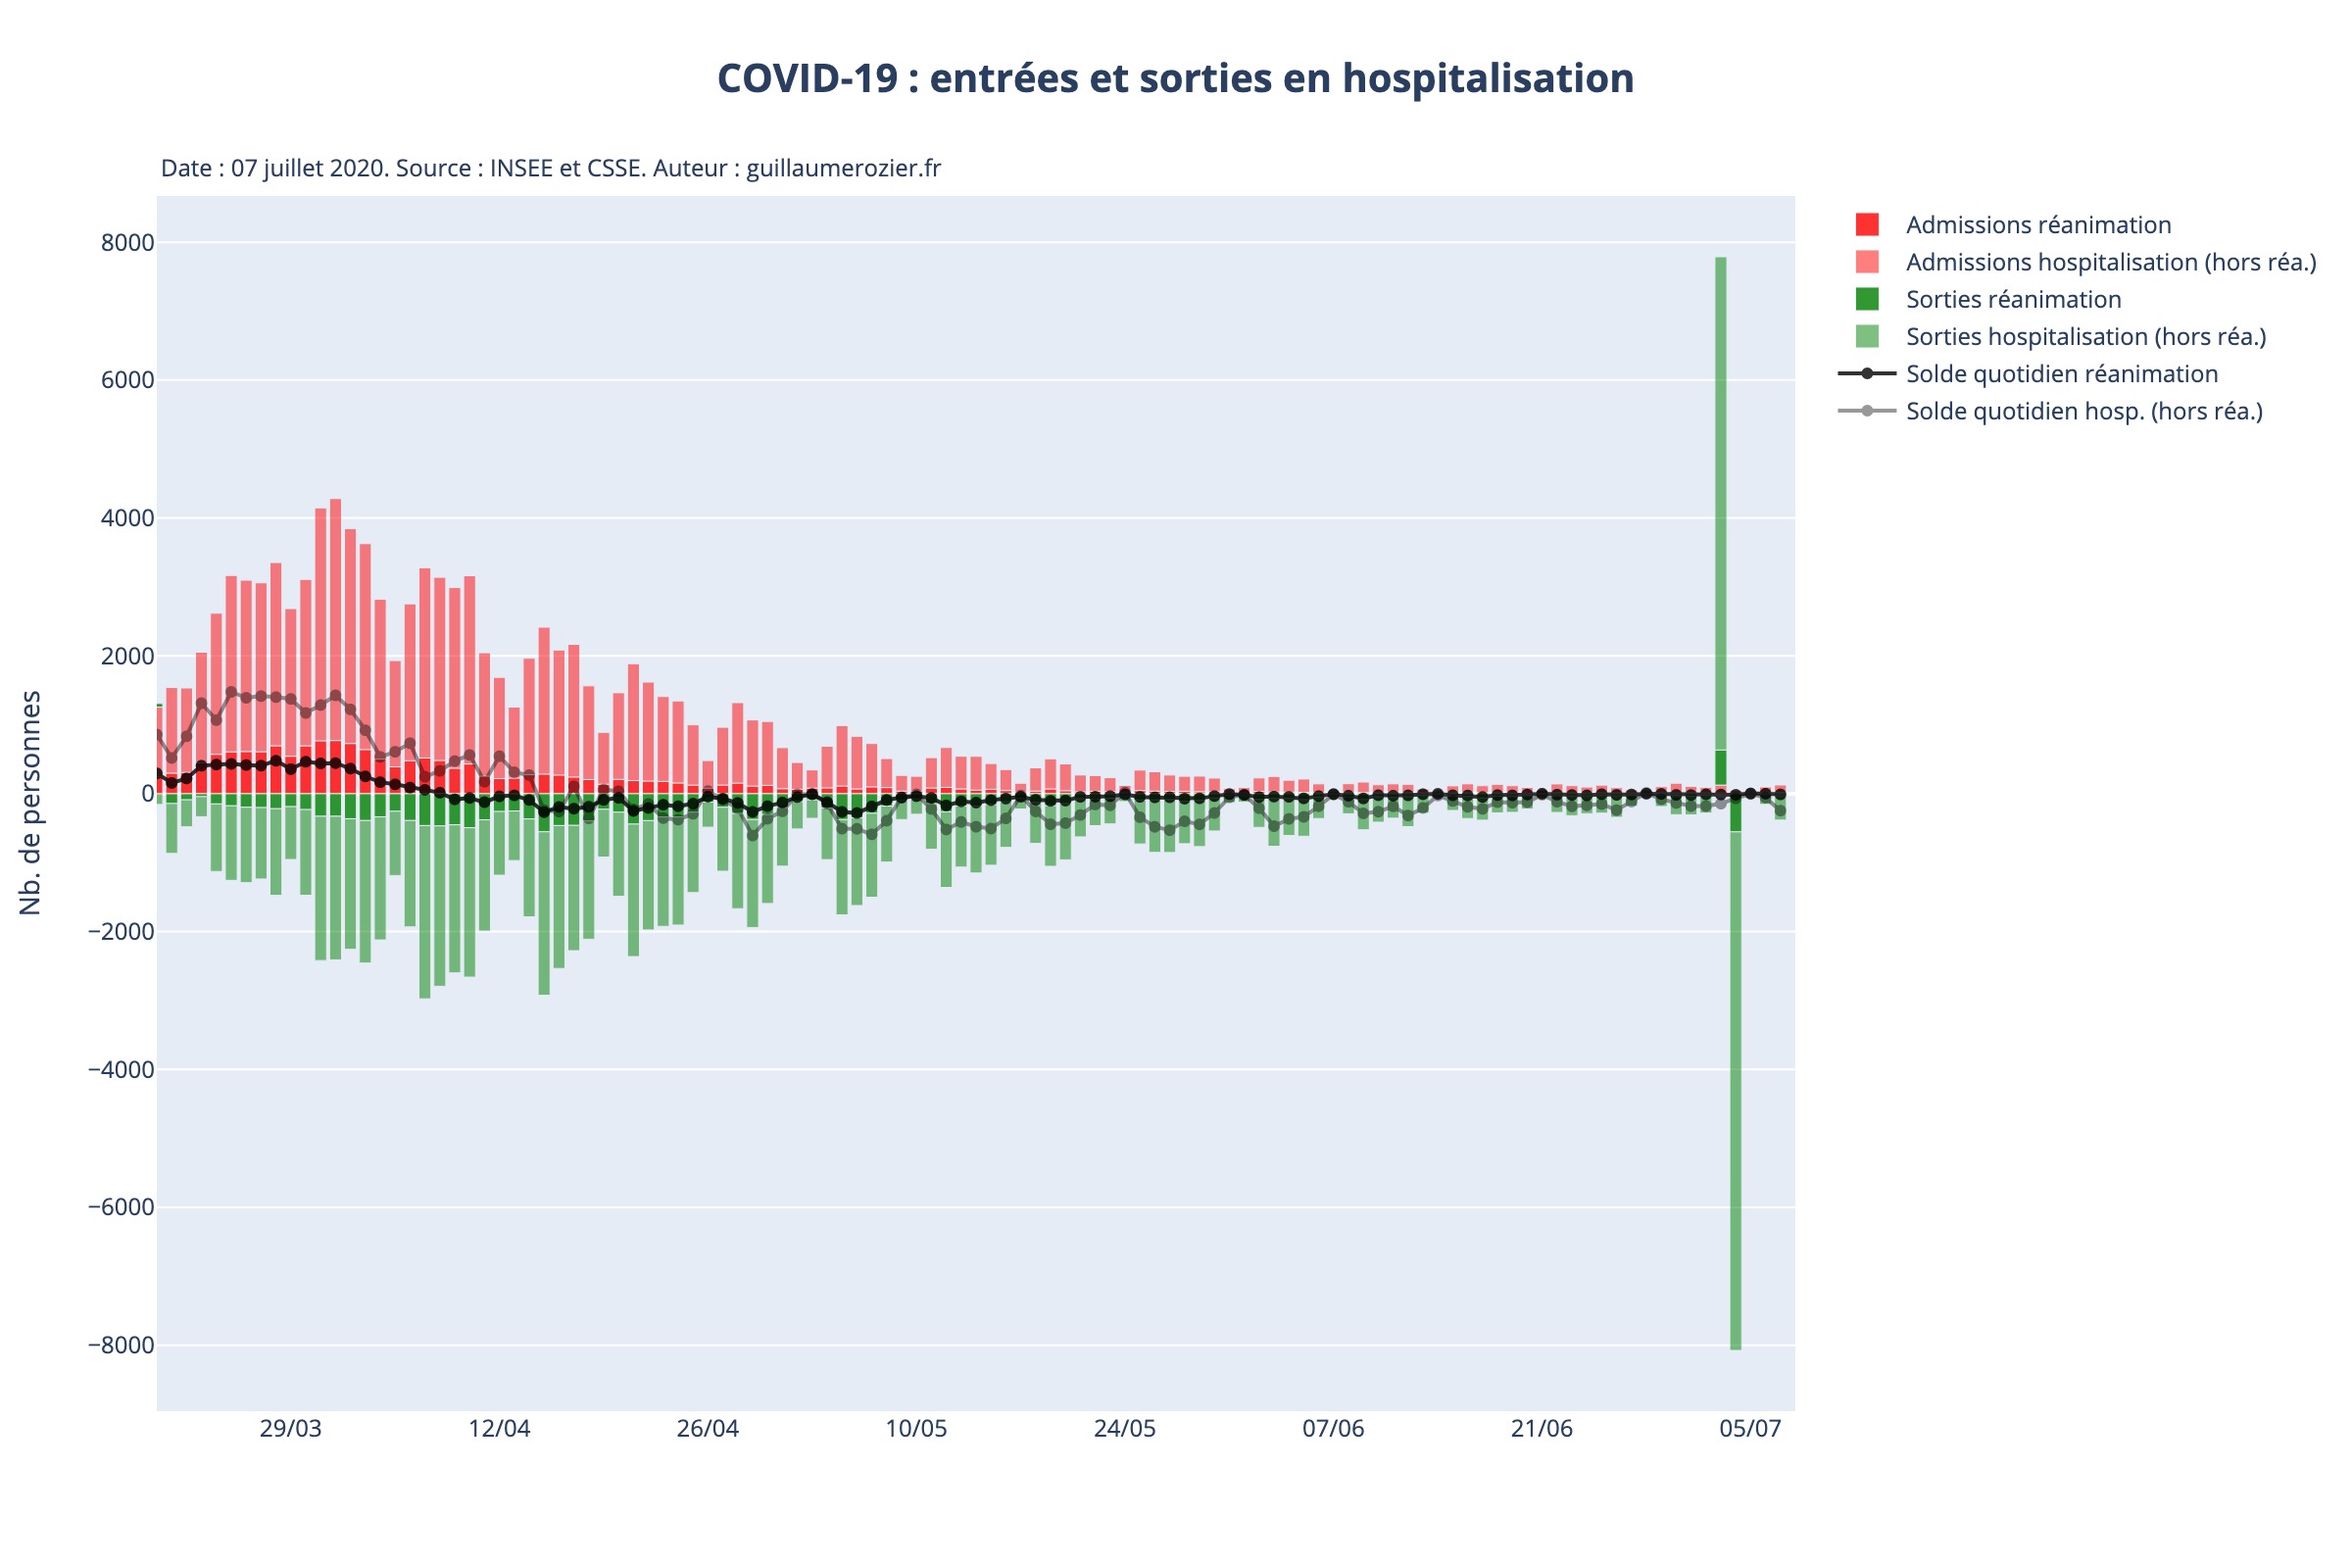 COVID-19 : entrées et sorties en hospitalisation
Date : 07 juillet 2020. Source : INSEE et CSSE. Auteur : guillaumerozier.fr
Nb. de personnes
8000
6000
4000
2000
0
−2000
−4000
−6000
−8000
29/03
12/04
26/04
10/05
24/05
07/06
21/06
05/07
Admissions réanimation
Admissions hospitalisation (hors réa.)
Sorties réanimation
Sorties hospitalisation (hors réa.)
Solde quotidien réanimation
Solde quotidien hosp. (hors réa.)